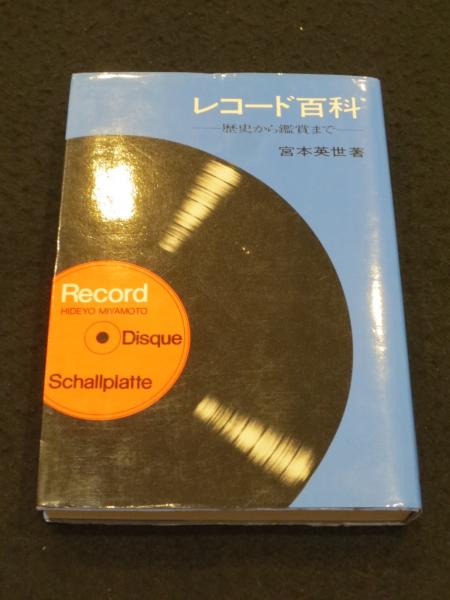 レコード百科
―歴史から鑑賞まで―
宮本英世著
Record
HIDEYO MIYAMOTO
Disque
Schallplatte